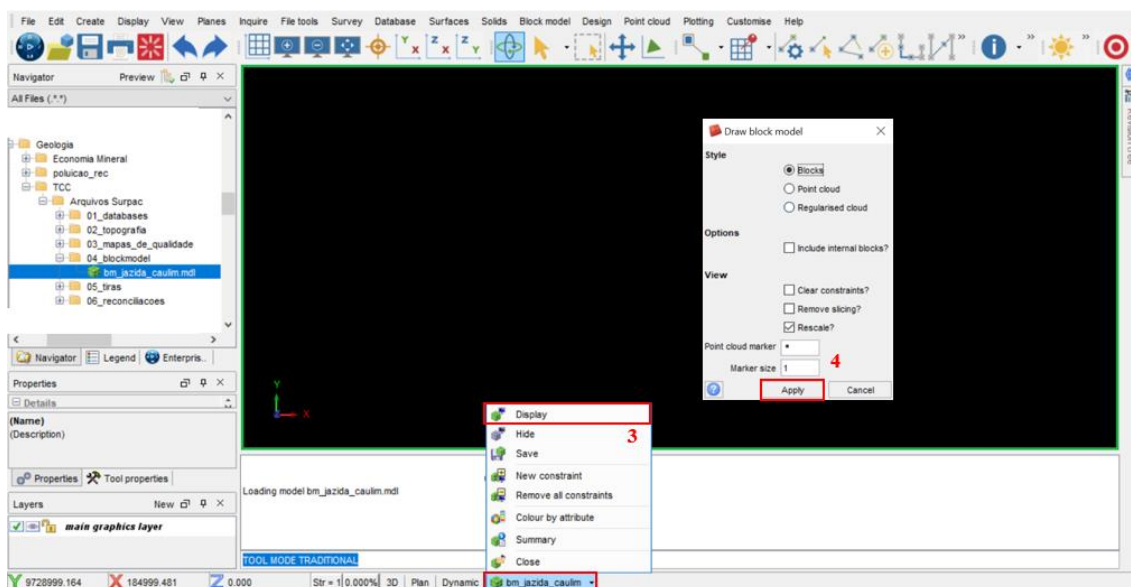 File Edit Create Display View Planes Inquire File tools Survey Database Surfaces Solids Block model Design Point cloud Plotting Customise Help
Navigator Preview
All Files (.*.*)
Geologia
Economia Mineral
poluicao_rec
TCC
Arquivos Surpac
01_databases
02_topografia
03_mapas_de_qualidade
04_blockmodel
bm_jazida_caulim.mdl
05_tiras
06_reconciliacoes
Navigator Legend Enterpris..
Properties
Details
(Name)
(Description)
Properties Tool properties
Layers New
main graphics layer
Y
X
Draw block model
Style
Blocks
Point cloud
Regularised cloud
Options
Include internal blocks?
View
Clear constraints?
Remove slicing?
Rescale?
Point cloud marker
Marker size 1
4
Apply Cancel
Display
3
Hide
Save
New constraint
Remove all constraints
Colour by attribute
Summary
Close
Loading model bm_jazida_caulim.mdl
TOOL MODE TRADITIONAL
Y 9728999.164 X 184999.481 Z 0.000 Str = 1 0.000% 3D Plan Dynamic bm_jazida_caulim